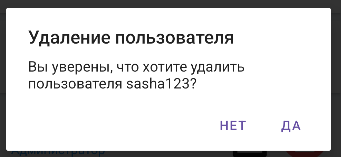 Удаление пользователя
Вы уверены, что хотите удалить
пользователя sasha123?
НЕТ ДА